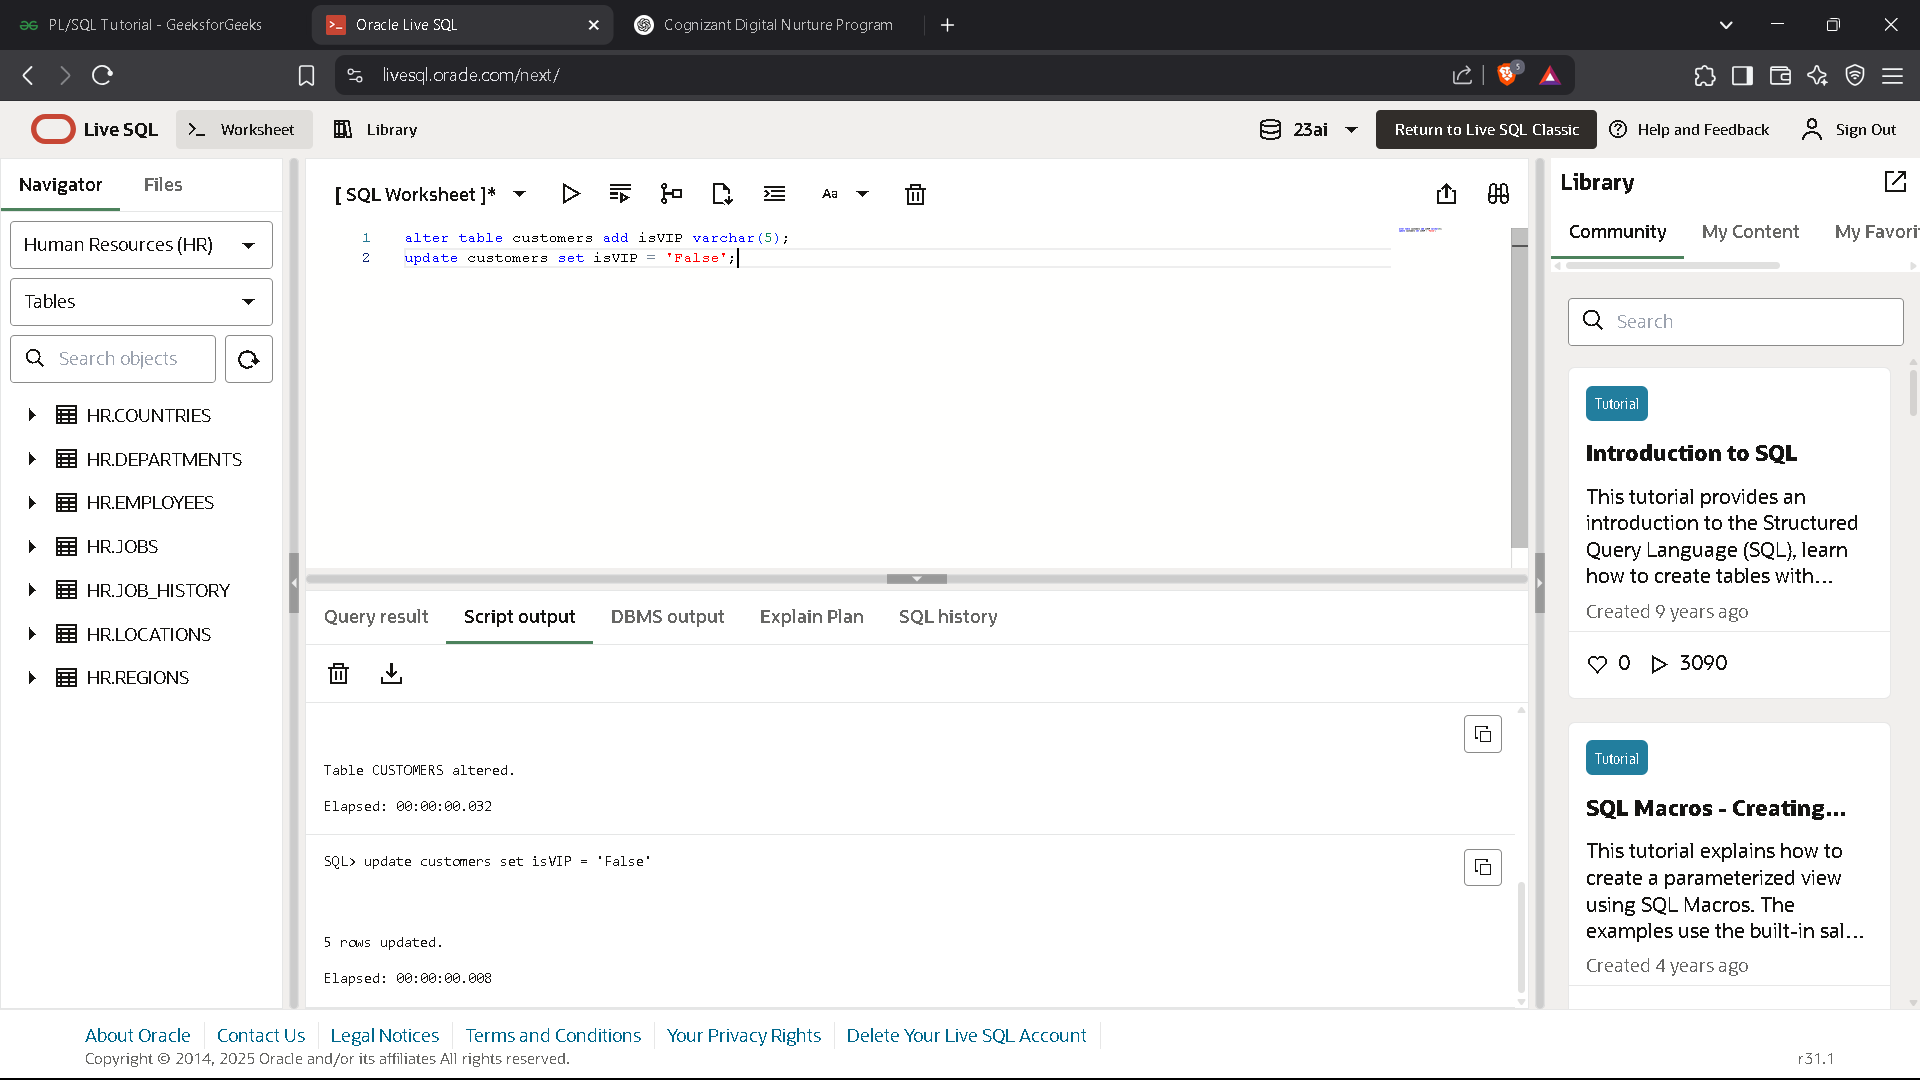 PL/SQL Tutorial - GeeksforGeeks
Oracle Live SQL
Cognizant Digital Nurture Program
livesql.oracle.com/next/
5
Live SQL
Worksheet
Library
23ai
Return to Live SQL Classic
Help and Feedback
Sign Out
Navigator
Files
Human Resources (HR)
Tables
Search objects
HR.COUNTRIES
HR.DEPARTMENTS
HR.EMPLOYEES
HR.JOBS
HR.JOB_HISTORY
HR.LOCATIONS
HR.REGIONS
[ SQL Worksheet ]*
Aa
1 alter table customers add isVIP varchar(5);
2 update customers set isVIP = 'False';
Query result
Script output
DBMS output
Explain Plan
SQL history
Table CUSTOMERS altered.
Elapsed: 00:00:00.032
SQL> update customers set isVIP = 'False'
5 rows updated.
Elapsed: 00:00:00.008
Library
Community
My Content
My Favori
Search
Tutorial
Introduction to SQL
This tutorial provides an
introduction to the Structured
Query Language (SQL), learn
how to create tables with...
Created 9 years ago
0
3090
Tutorial
SQL Macros - Creating...
This tutorial explains how to
create a parameterized view
using SQL Macros. The
examples use the built-in sal...
Created 4 years ago
About Oracle
Contact Us
Legal Notices
Terms and Conditions
Your Privacy Rights
Delete Your Live SQL Account
Copyright © 2014, 2025 Oracle and/or its affiliates All rights reserved.
r31.1